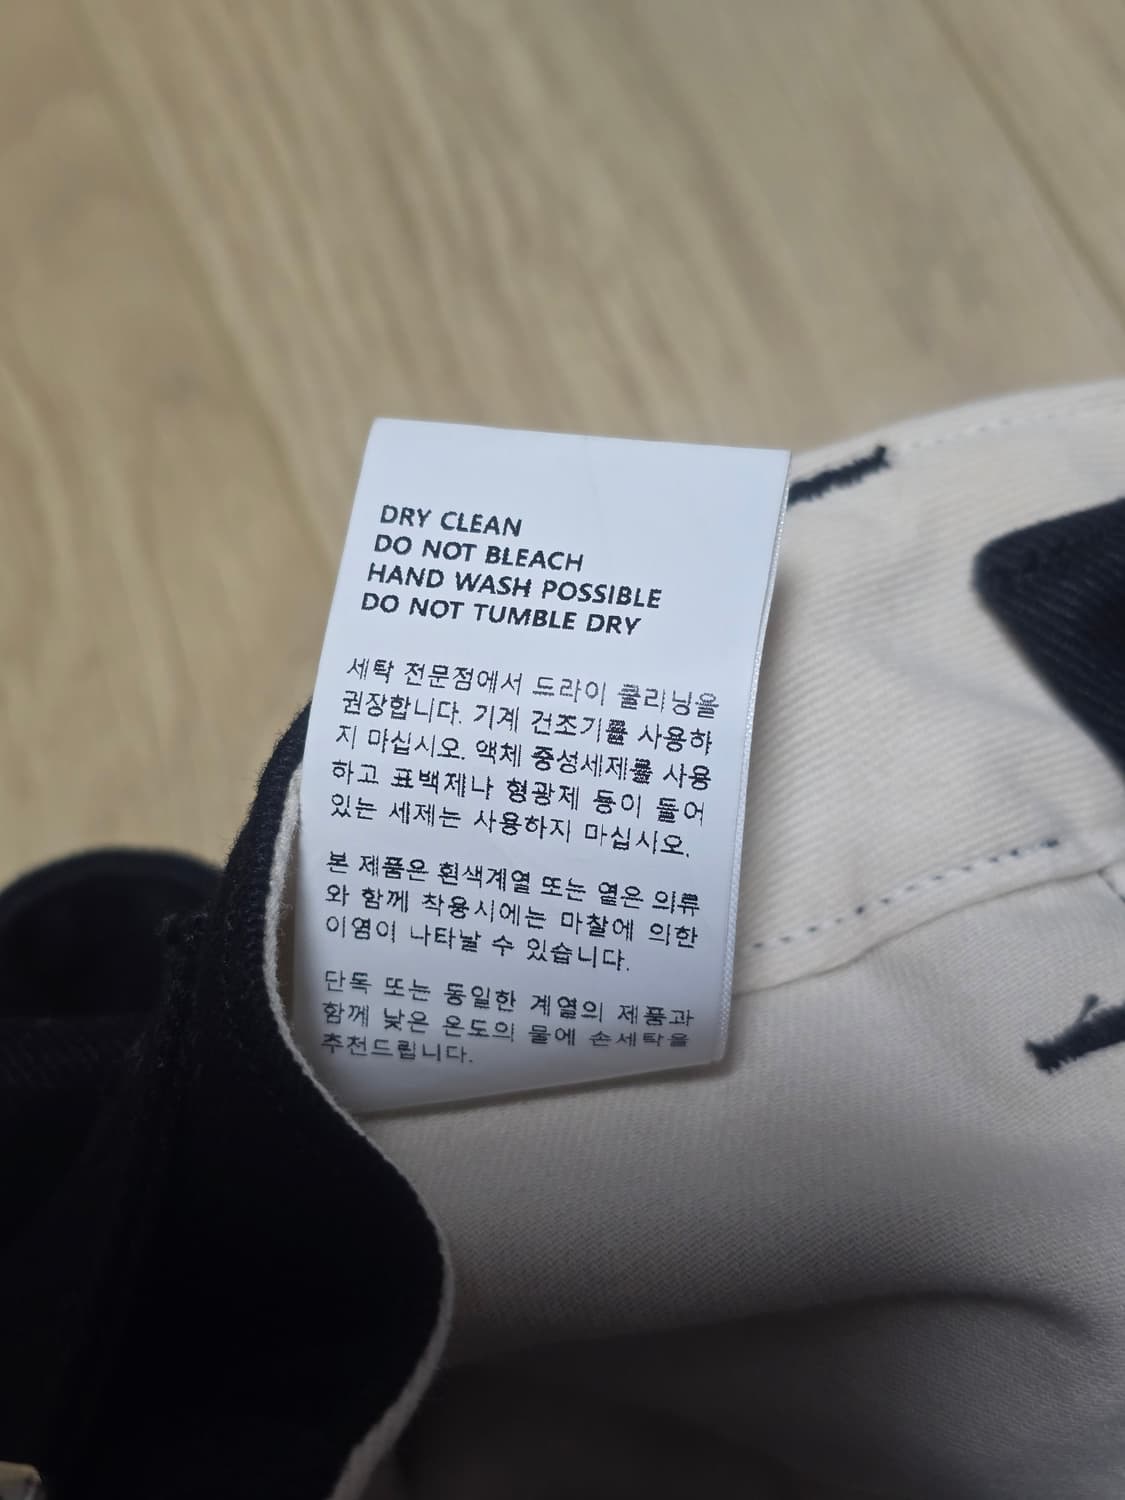 DRY CLEAN
DO NOT BLEACH
HAND WASH POSSIBLE
DO NOT TUMBLE DRY
세탁 전문점에서 드라이 쿨리닝을
권장합니다. 기계 건조기를 사용하
지 마십시오. 액체 중성세제를 사용
하고 표백제나 형광제 등이 들어
있는 세제는 사용하지 마십시오.
본 제품은 흰색계열 또는 옅은 의류
와 함께 착용시에는 마찰에 의한
이염이 나타날 수 있습니다.
단독 또는 동일한 계열의 제품과
함께 낮은 온도의 물에 손세탁을
추천드립니다.